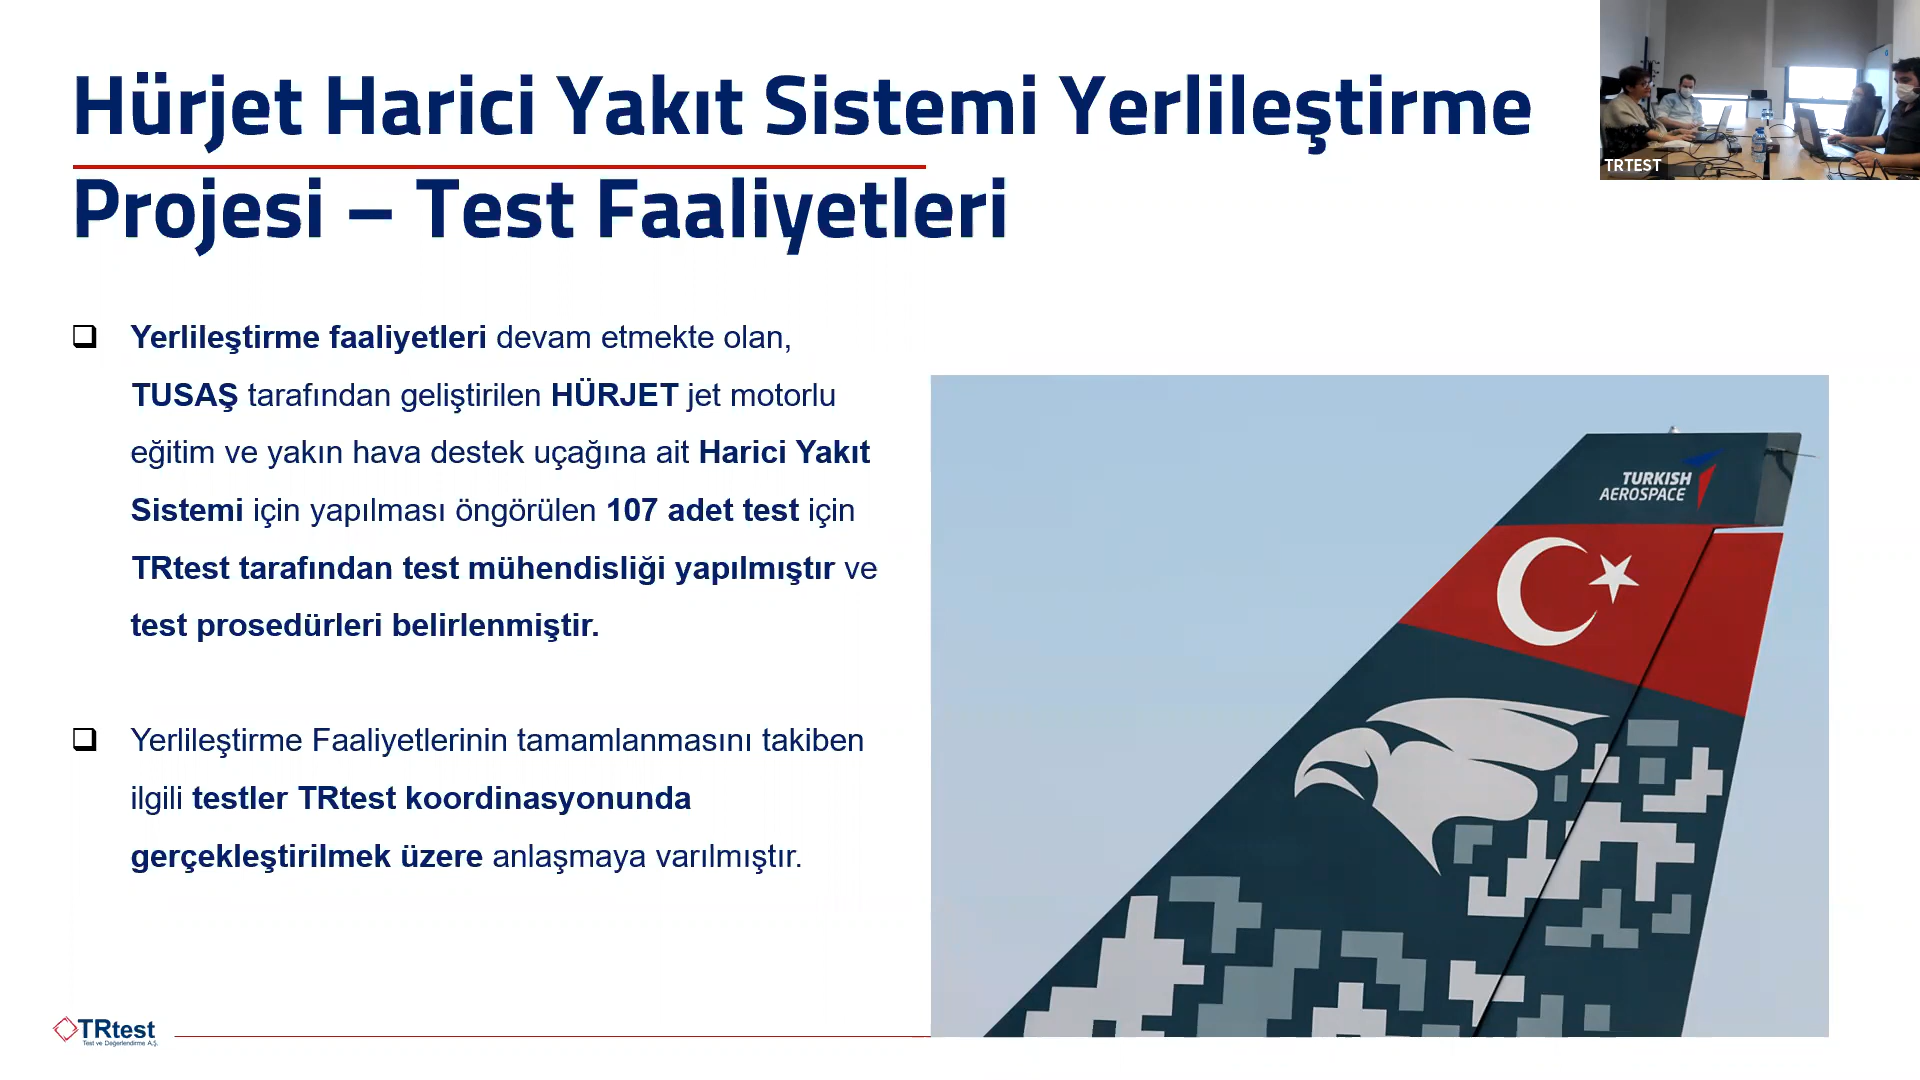 Hürjet Harici Yakıt Sistemi Yerlileştirme
Projesi – Test Faaliyetleri
TRTEST
Yerlileştirme faaliyetleri devam etmekte olan,
TUSAŞ tarafından geliştirilen HÜRJET jet motorlu
eğitim ve yakın hava destek uçağına ait Harici Yakıt
Sistemi için yapılması öngörülen 107 adet test için
TRtest tarafından test mühendisliği yapılmıştır ve
test prosedürleri belirlenmiştir.
Yerlileştirme Faaliyetlerinin tamamlanmasını takiben
ilgili testler TRtest koordinasyonunda
gerçekleştirilmek üzere anlaşmaya varılmıştır.
TURKISH
AEROSPACE
TRtest
Test ve Değerlendirme A.Ş.